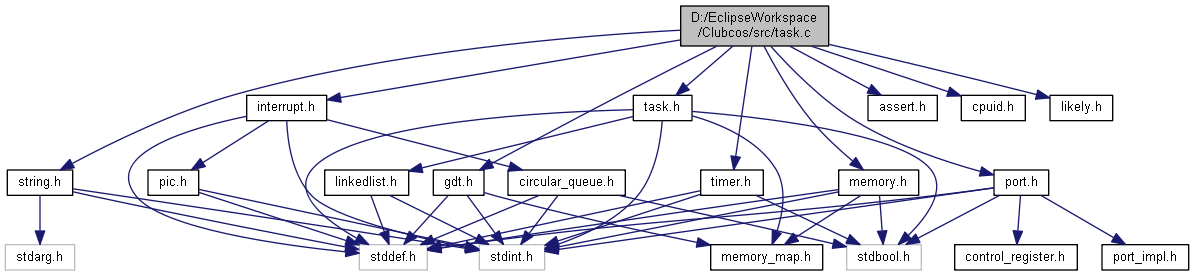 D:/EclipseWorkspace
/Clubcos/src/task.c
interrupt.h
task.h
assert.h
cpuid.h
likely.h
string.h
pic.h
linkedlist.h
gdt.h
circular_queue.h
timer.h
memory.h
port.h
stdarg.h
stddef.h
stdint.h
memory_map.h
stdbool.h
control_register.h
port_impl.h